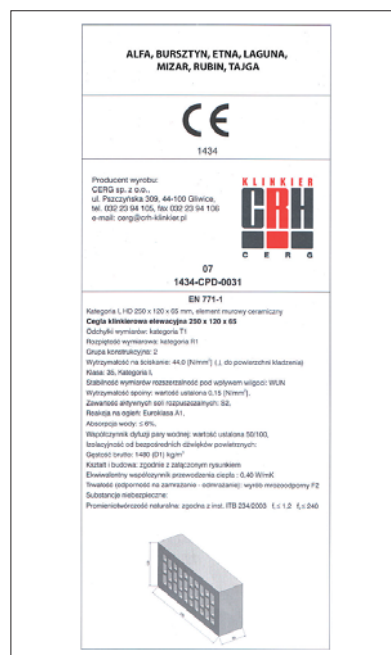 ALFA, BURSZTYN, ETNA, LAGUNA,
MIZAR, RUBIN, TAJGA
CE
1434
Producent wyrobu:
CERG sp. z o.o.,
ul. Pszczyńska 309, 44-100 Gliwice,
tel. 032 23 94 105, fax 032 23 94 106
e-mail: cerg@crh-klinkier.pl
KLINKIER
CRH
CERG
07
1434-CPD-0031
EN 771-1
Kategoria I, HD 250 x 120 x 65 mm, element murowy ceramiczny
Cegła klinkierowa elewacyjna 250 x 120 x 65
Odchyłki wymiarów: kategoria T1
Rozpiętość wymiarowa: kategoria R1
Grupa konstrukcyjna: 2
Wytrzymałość na ściskanie: 44,0 [N/mm²] (⊥ do powierzchni kładzenia)
Klasa: 35, Kategoria I,
Stabilność wymiarów rozszerzalność pod wpływem wilgoci: WUN
Wytrzymałość spoiny: wartość ustalona 0,15 [N/mm²],
Zawartość aktywnych soli rozpuszczalnych: S2,
Reakcja na ogień: Euroklasa A1,
Absorpcja wody: ≤ 6%,
Współczynnik dyfuzji pary wodnej: wartość ustalona 50/100,
Izolacyjność od bezpośrednich dźwięków powietrznych:
Gęstość brutto: 1480 (D1) kg/m³
Kształt i budowa: zgodnie z załączonym rysunkiem
Ekwiwalentny współczynnik przewodzenia ciepła: 0,40 W/mK
Trwałość (odporność na zamrażanie - odmrażanie): wyrób mrozoodporny F2
Substancje niebezpieczne:
Promieniotwórczość naturalna: zgodna z inst. ITB 234/2003 f₁ ≤ 1,2 f₂ ≤ 240